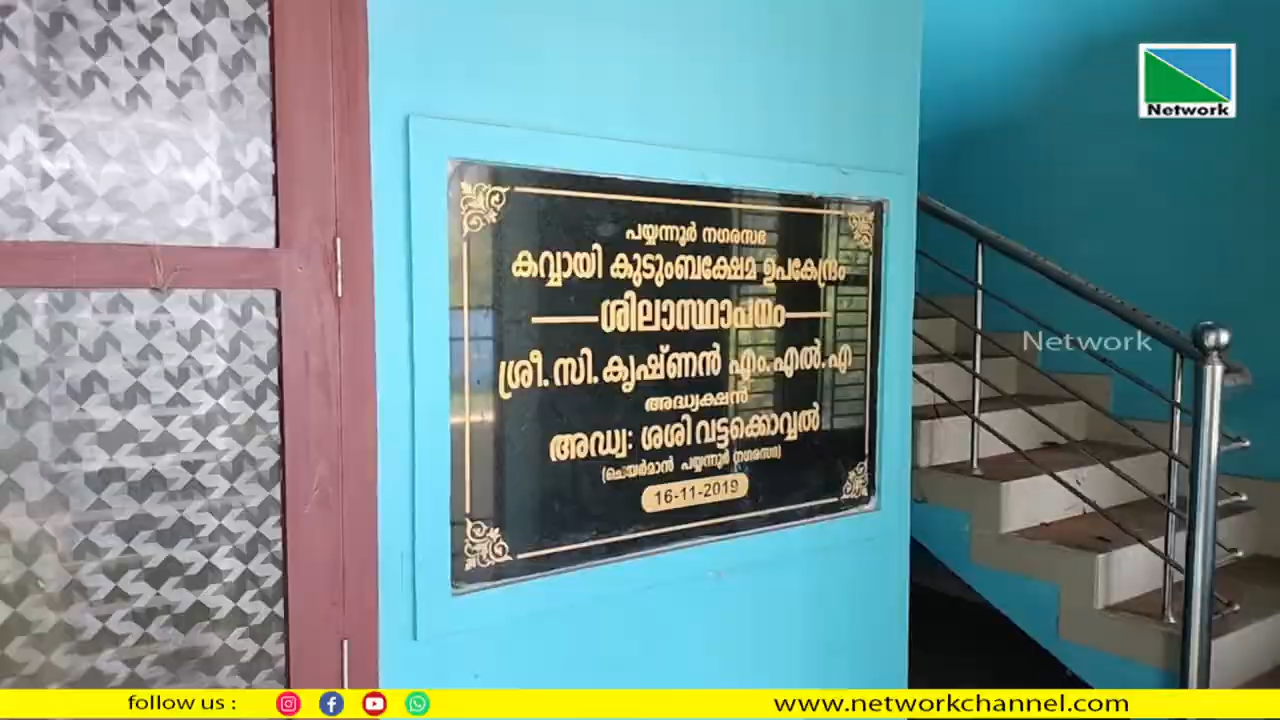 Network
പയ്യന്നൂർ നഗരസഭ
കവ്വായി കുടുംബക്ഷേമ ഉപകേന്ദ്രം
ശിലാസ്ഥാപനം
ശ്രീ. സി. കൃഷ്ണൻ എം. എൽ. എ
അദ്ധ്യക്ഷൻ
അഡ്വ: ശശി വട്ടക്കൊവ്വൽ
(ചെയർമാൻ പയ്യന്നൂർ നഗരസഭ)
16-11-2019
Network
follow us :
www.networkchannel.com